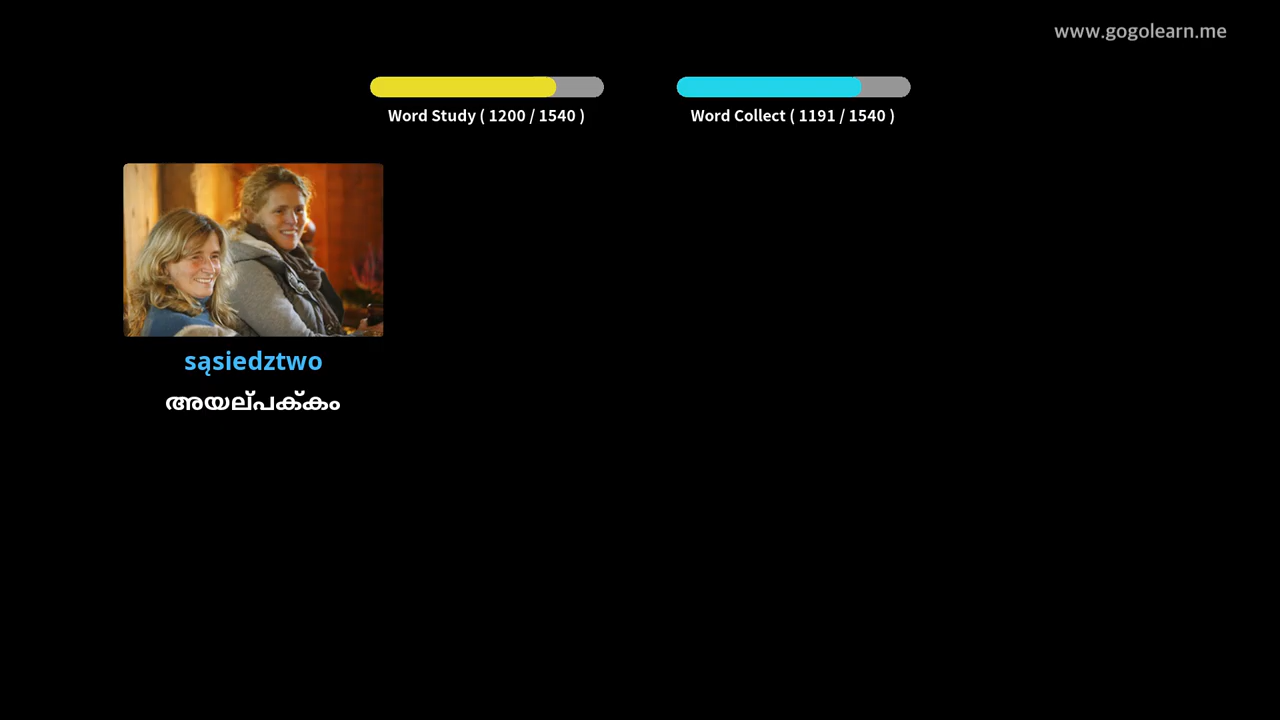 www.gogolearn.me
Word Study ( 1200 / 1540 )
Word Collect ( 1191 / 1540 )
sąsiedztwo
അയല്പക്കം